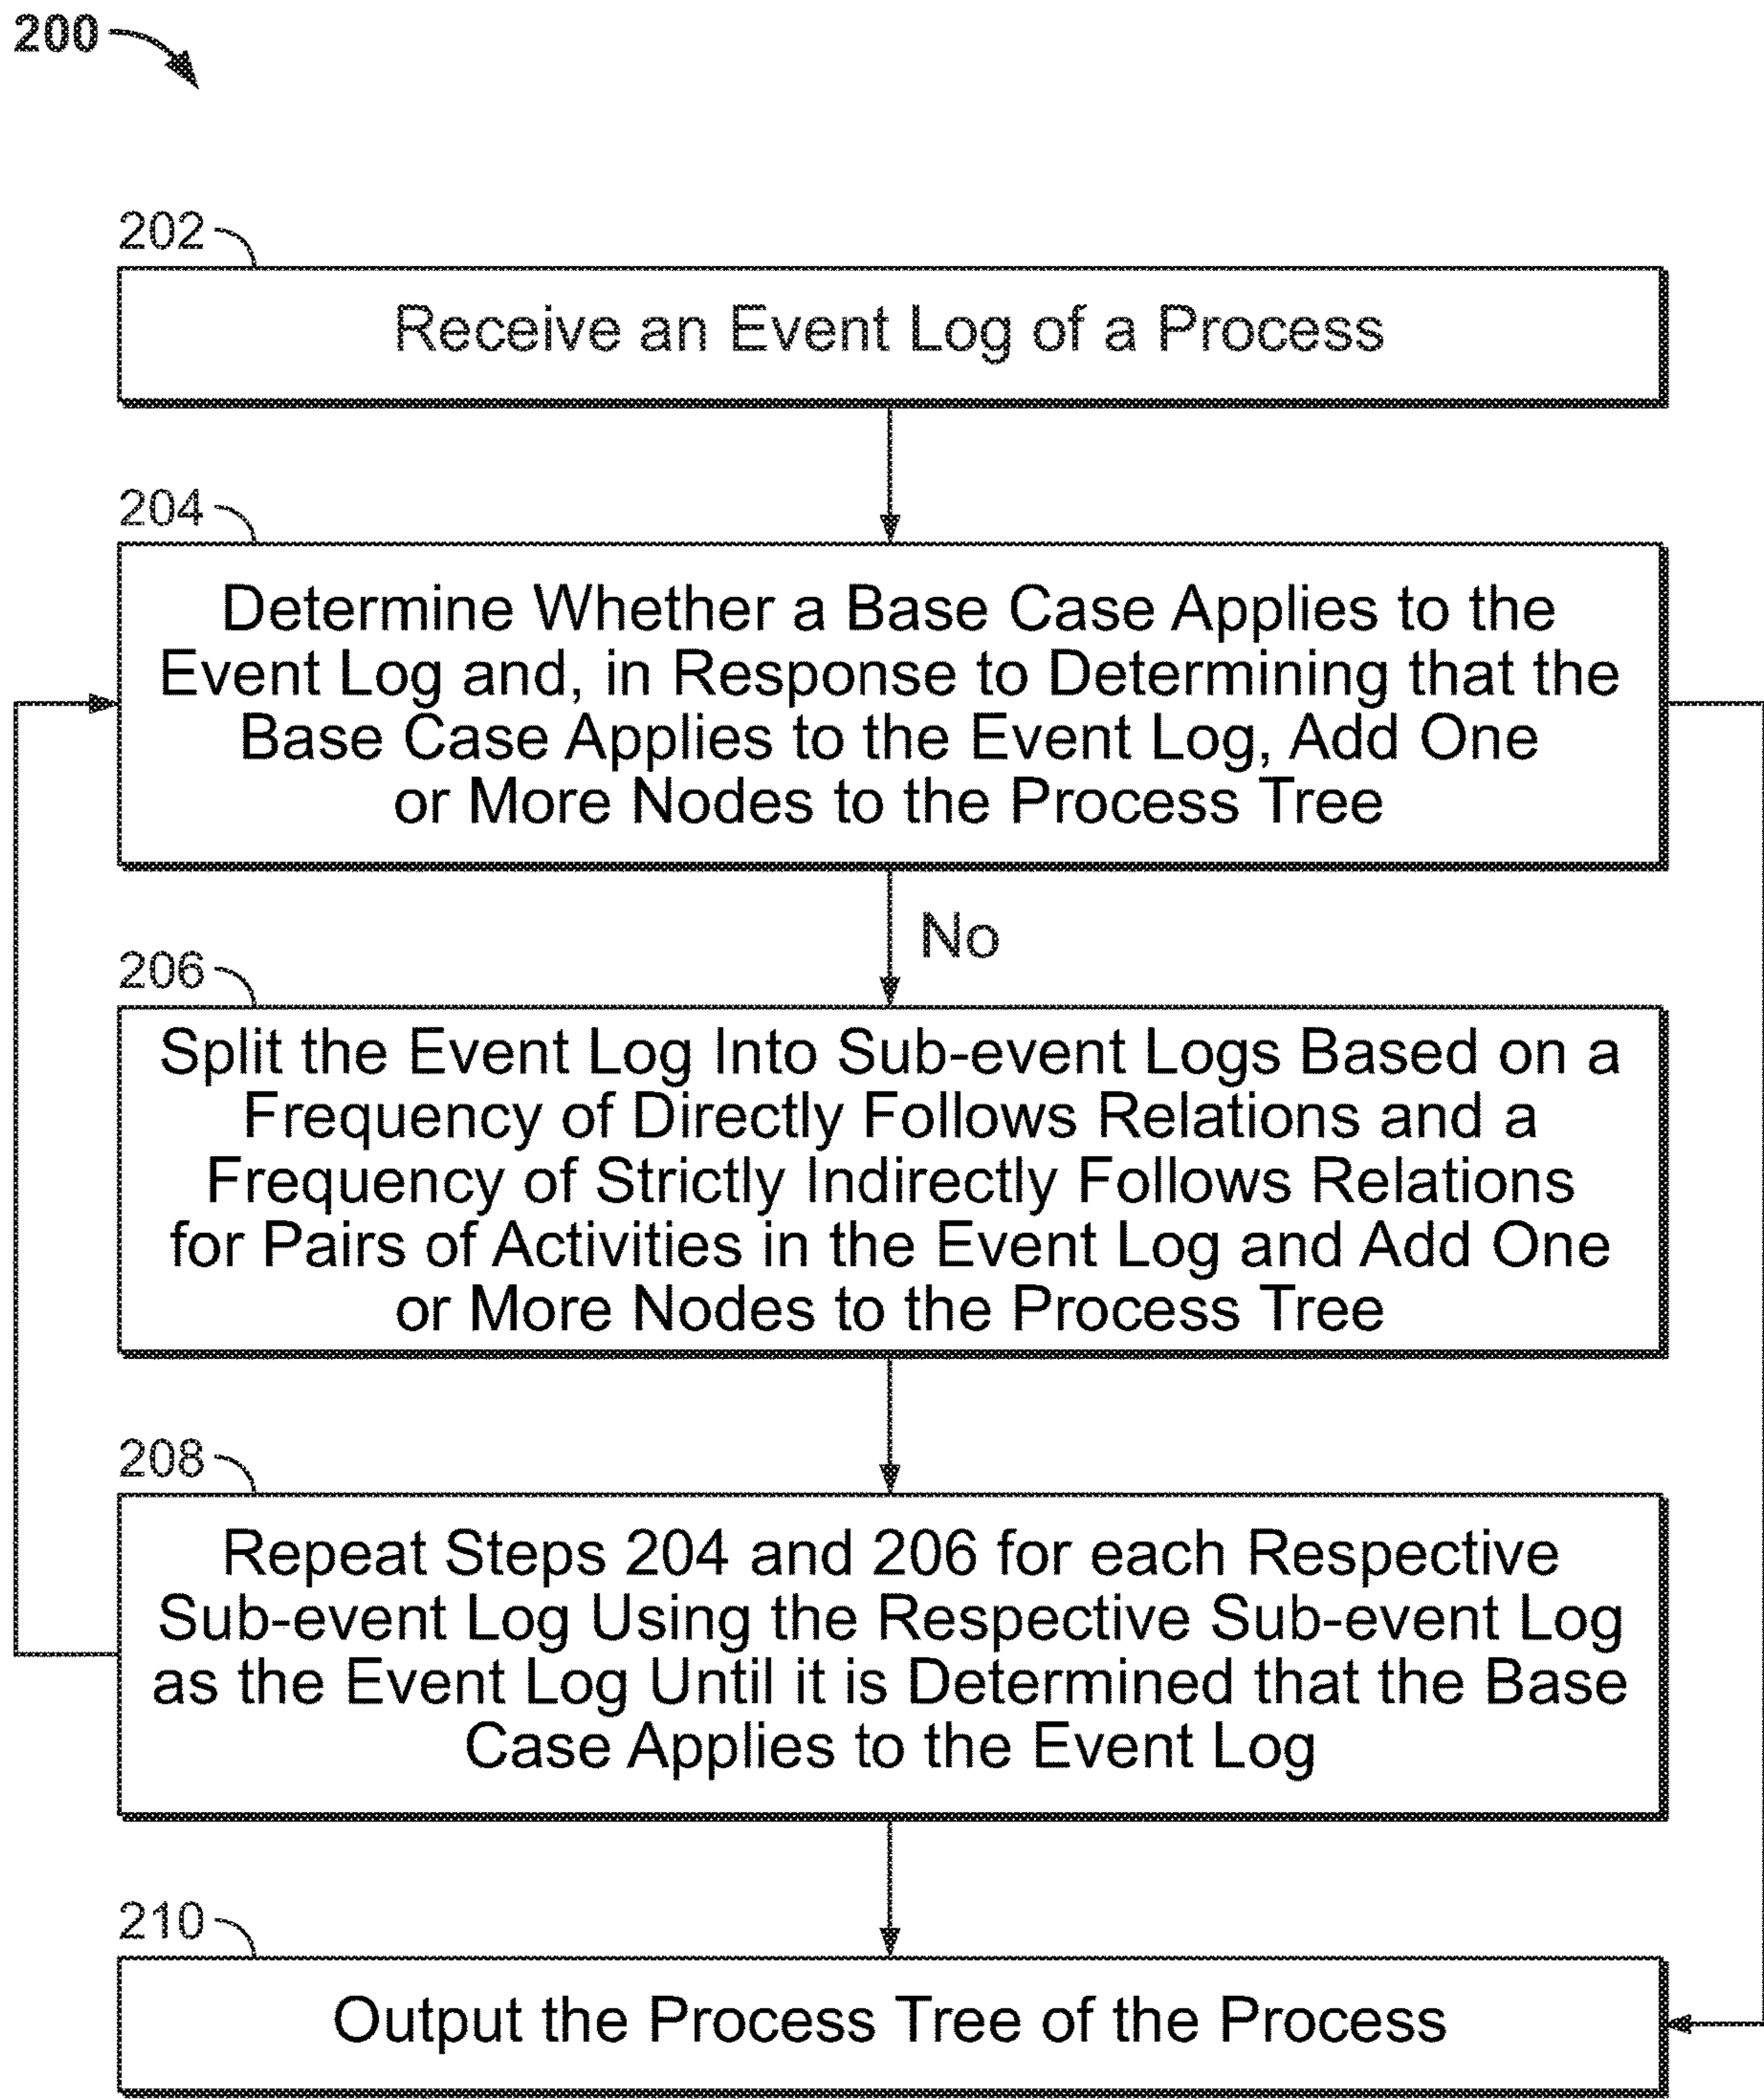 200
202
Receive an Event Log of a Process
204
Determine Whether a Base Case Applies to the
Event Log and, in Response to Determining that the
Base Case Applies to the Event Log, Add One
or More Nodes to the Process Tree
No
206
Split the Event Log Into Sub-event Logs Based on a
Frequency of Directly Follows Relations and a
Frequency of Strictly Indirectly Follows Relations
for Pairs of Activities in the Event Log and Add One
or More Nodes to the Process Tree
208
Repeat Steps 204 and 206 for each Respective
Sub-event Log Using the Respective Sub-event Log
as the Event Log Until it is Determined that the Base
Case Applies to the Event Log
210
Output the Process Tree of the Process